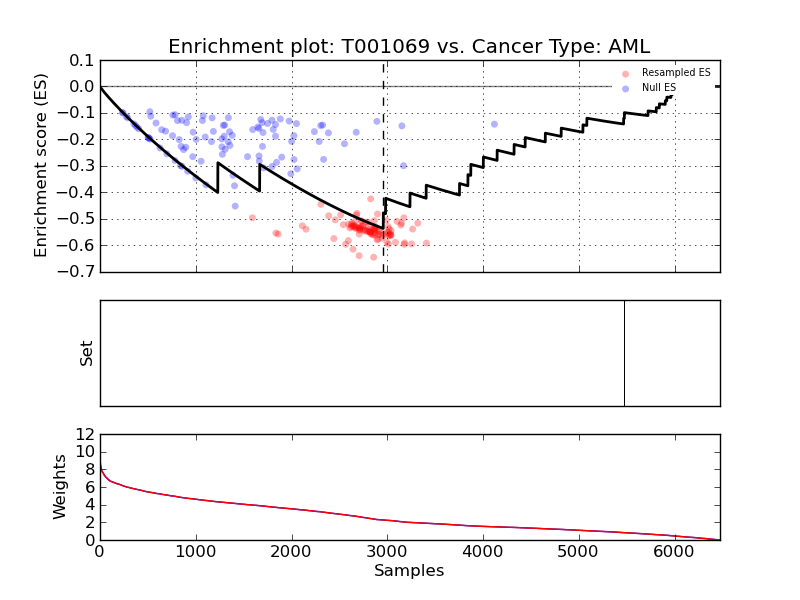 Enrichment plot: T001069 vs. Cancer Type: AML
0.1
0.0
−0.1
−0.2
−0.3
−0.4
−0.5
−0.6
−0.7
Enrichment score (ES)
Resampled ES
Null ES
Set
12
10
8
6
4
2
0
Weights
0 1000 2000 3000 4000 5000 6000
Samples